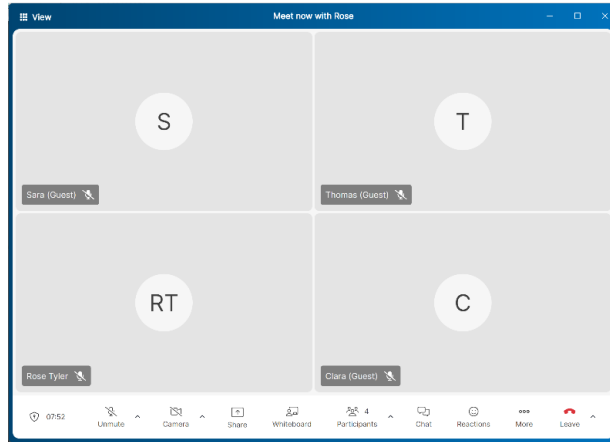 View
Meet now with Rose
S
T
Sara (Guest)
Thomas (Guest)
RT
C
Rose Tyler
Clara (Guest)
07:52
Unmute
Camera
Share
Whiteboard
4
Participants
Chat
Reactions
More
Leave